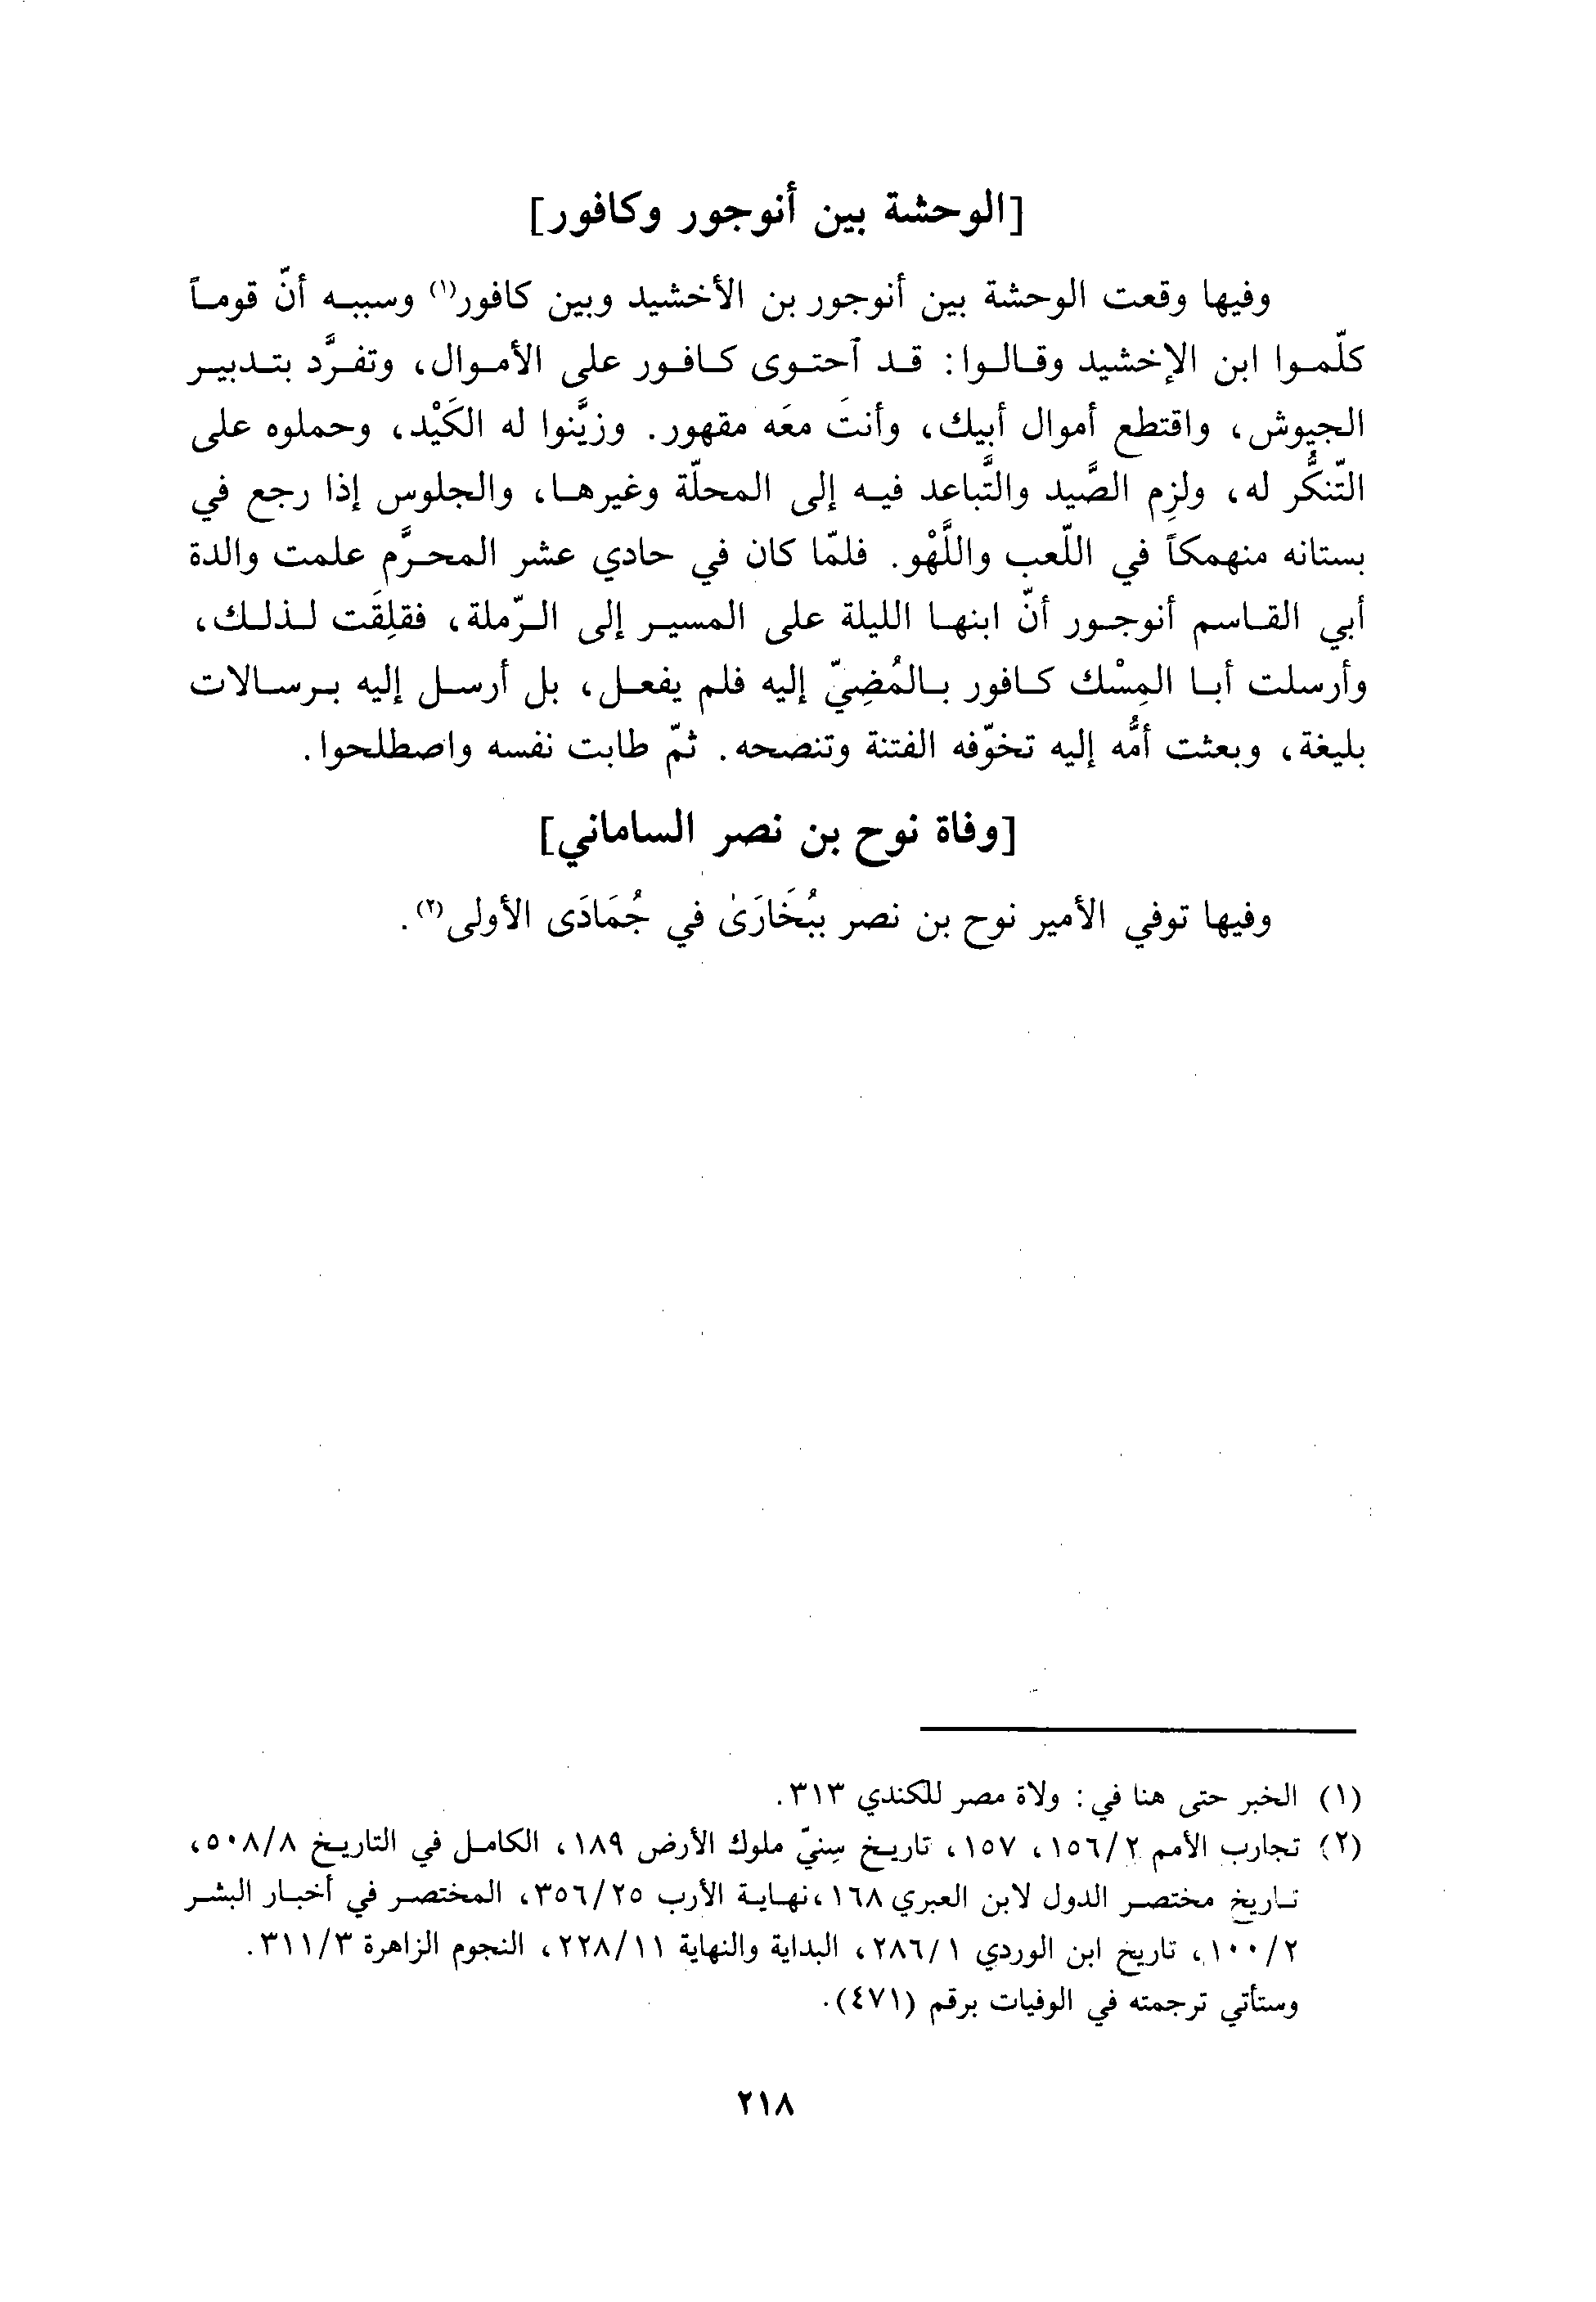 [الوحشة بين أنوجور وكافور]
وفيها وقعت الوحشة بين أنوجور بن الأخشيد وبين كافور(١) وسببه أنّ قوماً
كلّموا ابن الإخشيد وقالوا: قد آحتوى كافور على الأموال، وتفرَّد بتدبير
الجيوش، واقتطع أموال أبيك، وأنتَ معَه مقهور. وزيَّنوا له الكَيْد، وحملوه على
التّنكُّر له، ولزِم الصَّيد والتَّباعد فيه إلى المحلّة وغيرها، والجلوس إذا رجع في
بستانه منهمكاً في اللّعب واللَّهْو. فلمّا كان في حادي عشر المحرَّم علمت والدة
أبي القاسم أنوجور أنّ ابنها الليلة على المسير إلى الرّملة، فقلِقَت لذلك،
وأرسلت أبا المِسْك كافور بالمُضِيّ إليه فلم يفعل، بل أرسل إليه برسالات
بليغة، وبعثت أمُّه إليه تخوّفه الفتنة وتنصحه. ثمّ طابت نفسه واصطلحوا.
[وفاة نوح بن نصر الساماني]
وفيها توفي الأمير نوح بن نصر ببُخَارَىٰ في جُمَادَى الأولى(٢).
(١) الخبر حتى هنا في: ولاة مصر للكندي ٣١٣.
(٢) تجارب الأمم ١٥٦/٢، ١٥٧، تاريخ سِنيّ ملوك الأرض ١٨٩، الكامل في التاريخ ٥٠٨/٨،
تاريخ مختصر الدول لابن العبري ١٦٨، نهاية الأرب ٣٥٦/٢٥، المختصر في أخبار البشر
١٠٠/٢، تاريخ ابن الوردي ٢٨٦/١، البداية والنهاية ٢٢٨/١١، النجوم الزاهرة ٣١١/٣.
وستأتي ترجمته في الوفيات برقم (٤٧١).
٢١٨